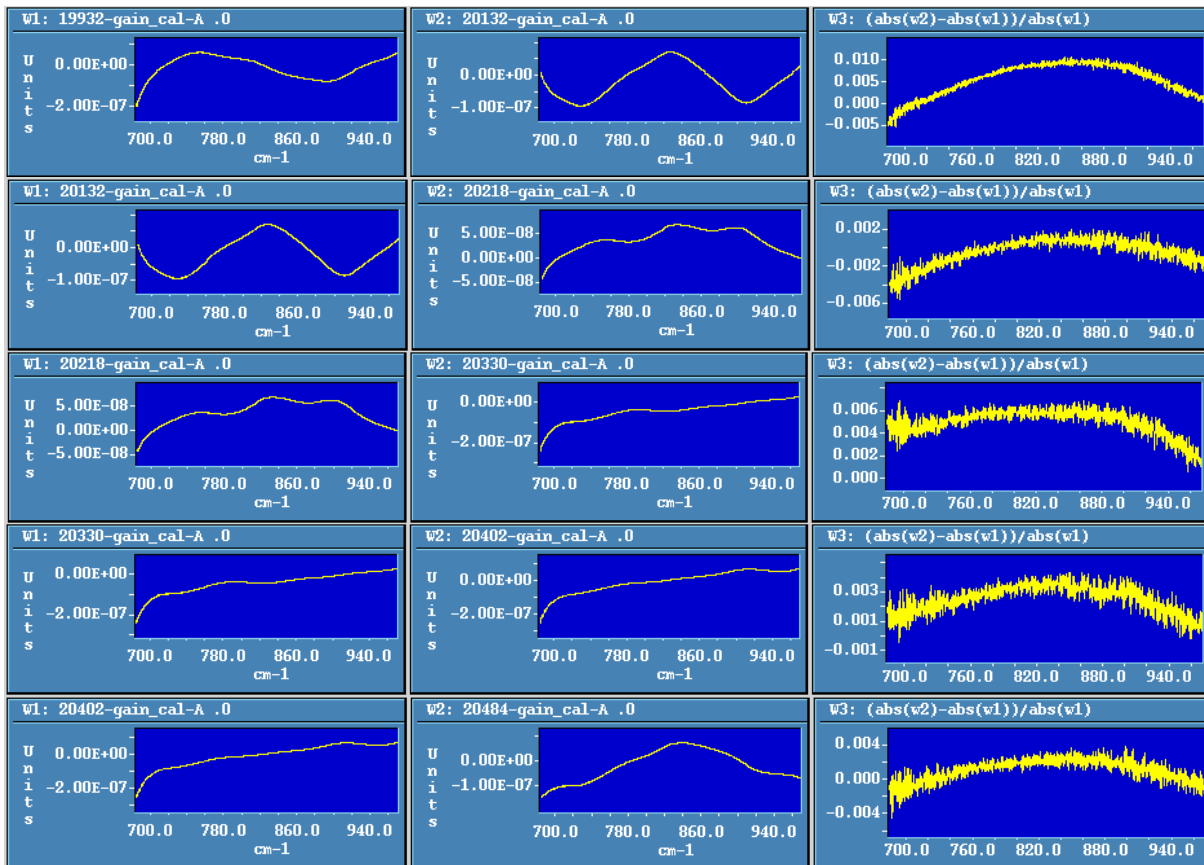 W1: 19932-gain_cal-A .0
Units
0.00E+00
-2.00E-07
700.0 780.0 860.0 940.0
cm-1
W2: 20132-gain_cal-A .0
Units
0.00E+00
-1.00E-07
700.0 780.0 860.0 940.0
cm-1
W3: (abs(w2)-abs(w1))/abs(w1)
0.010
0.005
0.000
-0.005
700.0 760.0 820.0 880.0 940.0
W1: 20132-gain_cal-A .0
Units
0.00E+00
-1.00E-07
700.0 780.0 860.0 940.0
cm-1
W2: 20218-gain_cal-A .0
Units
5.00E-08
-5.00E-08
700.0 780.0 860.0 940.0
cm-1
W3: (abs(w2)-abs(w1))/abs(w1)
0.002
-0.002
-0.006
700.0 760.0 820.0 880.0 940.0
W1: 20218-gain_cal-A .0
Units
5.00E-08
0.00E+00
-5.00E-08
700.0 780.0 860.0 940.0
cm-1
W2: 20330-gain_cal-A .0
Units
0.00E+00
-2.00E-07
700.0 780.0 860.0 940.0
cm-1
W3: (abs(w2)-abs(w1))/abs(w1)
0.006
0.004
0.002
0.000
700.0 760.0 820.0 880.0 940.0
W1: 20330-gain_cal-A .0
Units
0.00E+00
-2.00E-07
700.0 780.0 860.0 940.0
cm-1
W2: 20402-gain_cal-A .0
Units
0.00E+00
-2.00E-07
700.0 780.0 860.0 940.0
cm-1
W3: (abs(w2)-abs(w1))/abs(w1)
0.003
0.001
-0.001
700.0 760.0 820.0 880.0 940.0
W1: 20402-gain_cal-A .0
Units
0.00E+00
-2.00E-07
700.0 780.0 860.0 940.0
cm-1
W2: 20484-gain_cal-A .0
Units
0.00E+00
-1.00E-07
700.0 780.0 860.0 940.0
cm-1
W3: (abs(w2)-abs(w1))/abs(w1)
0.004
0.000
-0.004
700.0 760.0 820.0 880.0 940.0